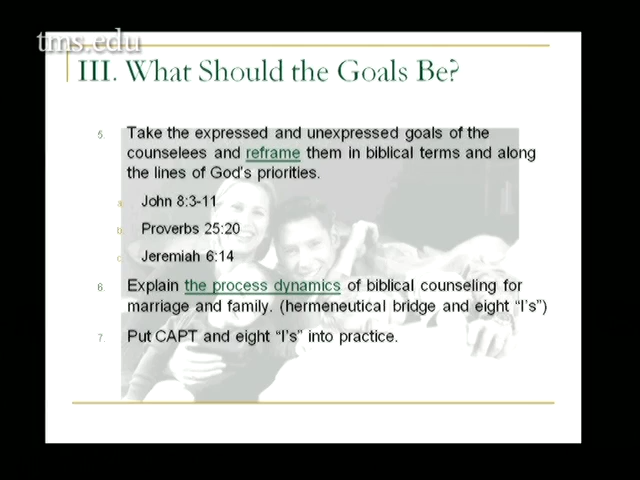 tms.edu
III. What Should the Goals Be?
5. Take the expressed and unexpressed goals of the
counselees and reframe them in biblical terms and along
the lines of God's priorities.
a. John 8:3-11
b. Proverbs 25:20
c. Jeremiah 6:14
6. Explain the process dynamics of biblical counseling for
marriage and family. (hermeneutical bridge and eight “I's”)
7. Put CAPT and eight “I's” into practice.